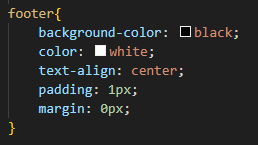 footer{
background-color: black;
color: white;
text-align: center;
padding: 1px;
margin: 0px;
}